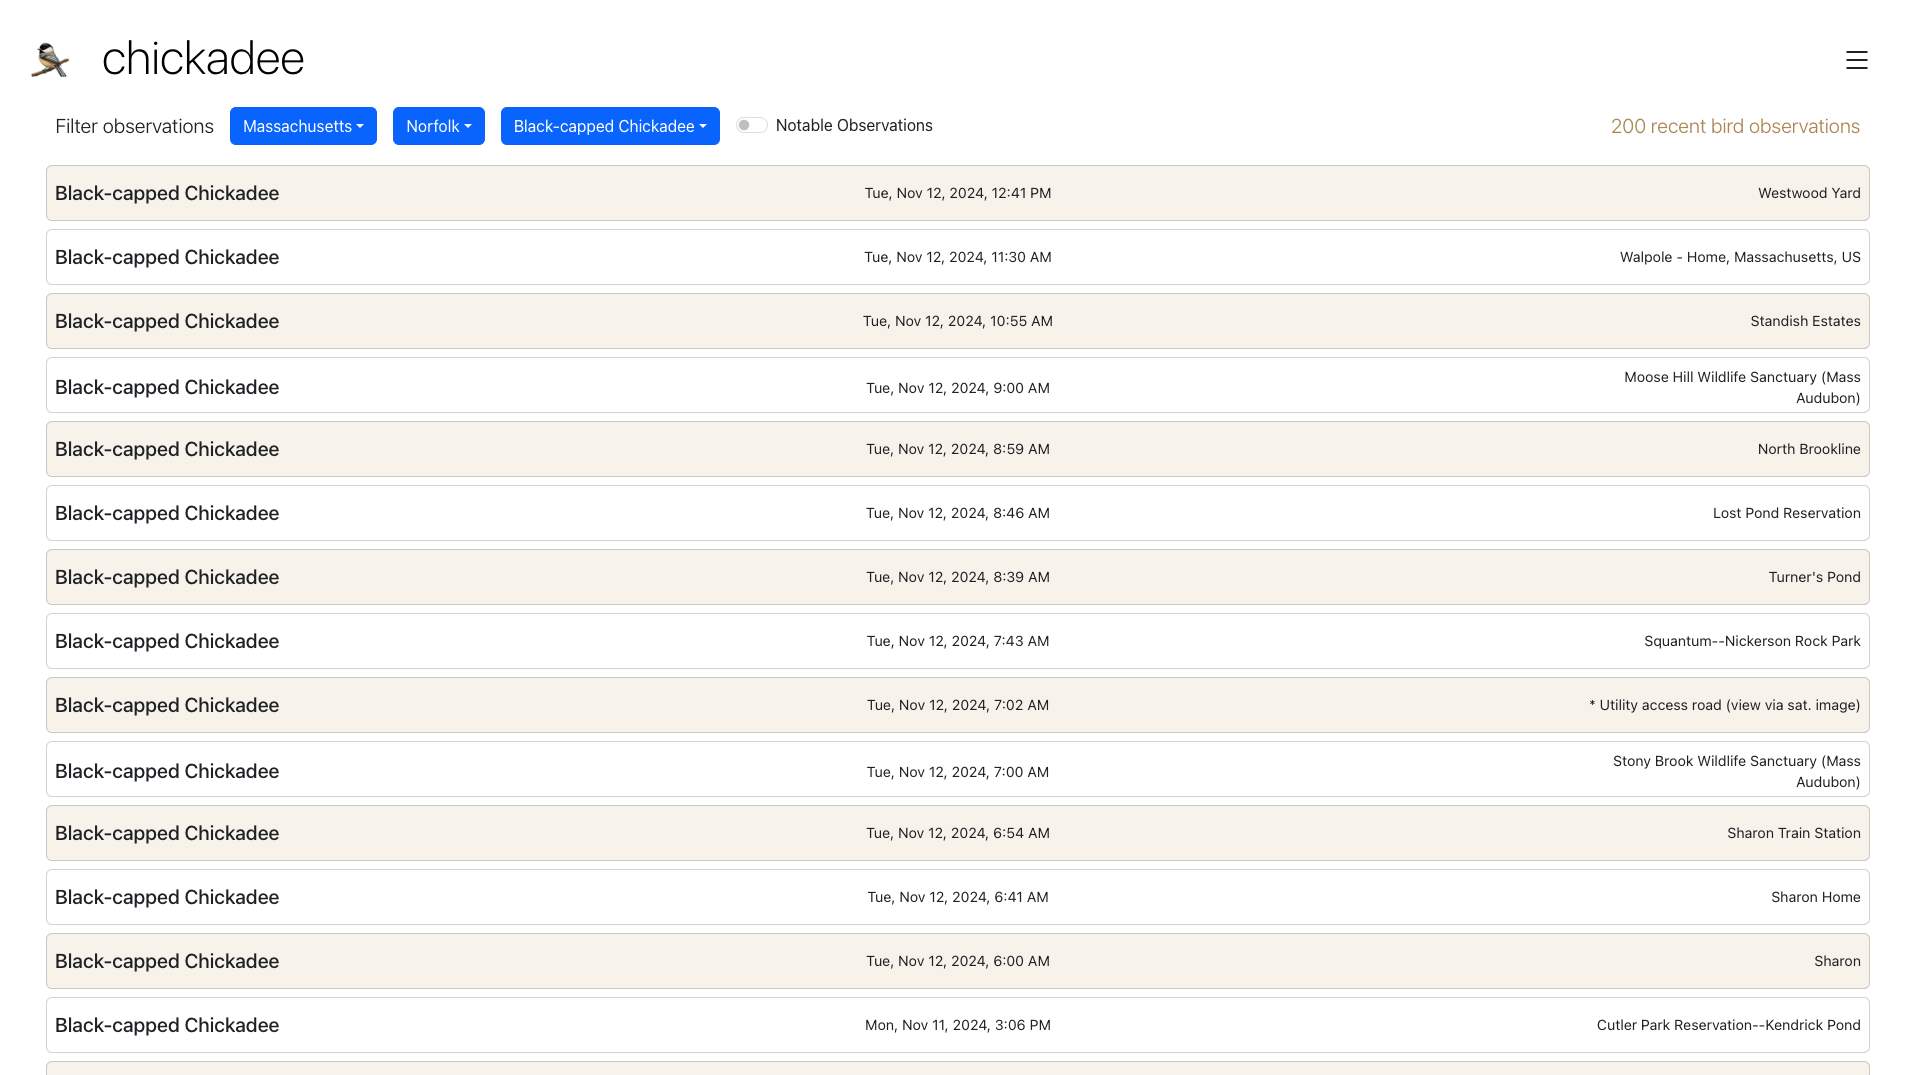 chickadee
Filter observations Massachusetts Norfolk Black-capped Chickadee Notable Observations 200 recent bird observations
Black-capped Chickadee Tue, Nov 12, 2024, 12:41 PM Westwood Yard
Black-capped Chickadee Tue, Nov 12, 2024, 11:30 AM Walpole - Home, Massachusetts, US
Black-capped Chickadee Tue, Nov 12, 2024, 10:55 AM Standish Estates
Black-capped Chickadee Tue, Nov 12, 2024, 9:00 AM Moose Hill Wildlife Sanctuary (Mass
Audubon)
Black-capped Chickadee Tue, Nov 12, 2024, 8:59 AM North Brookline
Black-capped Chickadee Tue, Nov 12, 2024, 8:46 AM Lost Pond Reservation
Black-capped Chickadee Tue, Nov 12, 2024, 8:39 AM Turner's Pond
Black-capped Chickadee Tue, Nov 12, 2024, 7:43 AM Squantum--Nickerson Rock Park
Black-capped Chickadee Tue, Nov 12, 2024, 7:02 AM * Utility access road (view via sat. image)
Black-capped Chickadee Tue, Nov 12, 2024, 7:00 AM Stony Brook Wildlife Sanctuary (Mass
Audubon)
Black-capped Chickadee Tue, Nov 12, 2024, 6:54 AM Sharon Train Station
Black-capped Chickadee Tue, Nov 12, 2024, 6:41 AM Sharon Home
Black-capped Chickadee Tue, Nov 12, 2024, 6:00 AM Sharon
Black-capped Chickadee Mon, Nov 11, 2024, 3:06 PM Cutler Park Reservation--Kendrick Pond